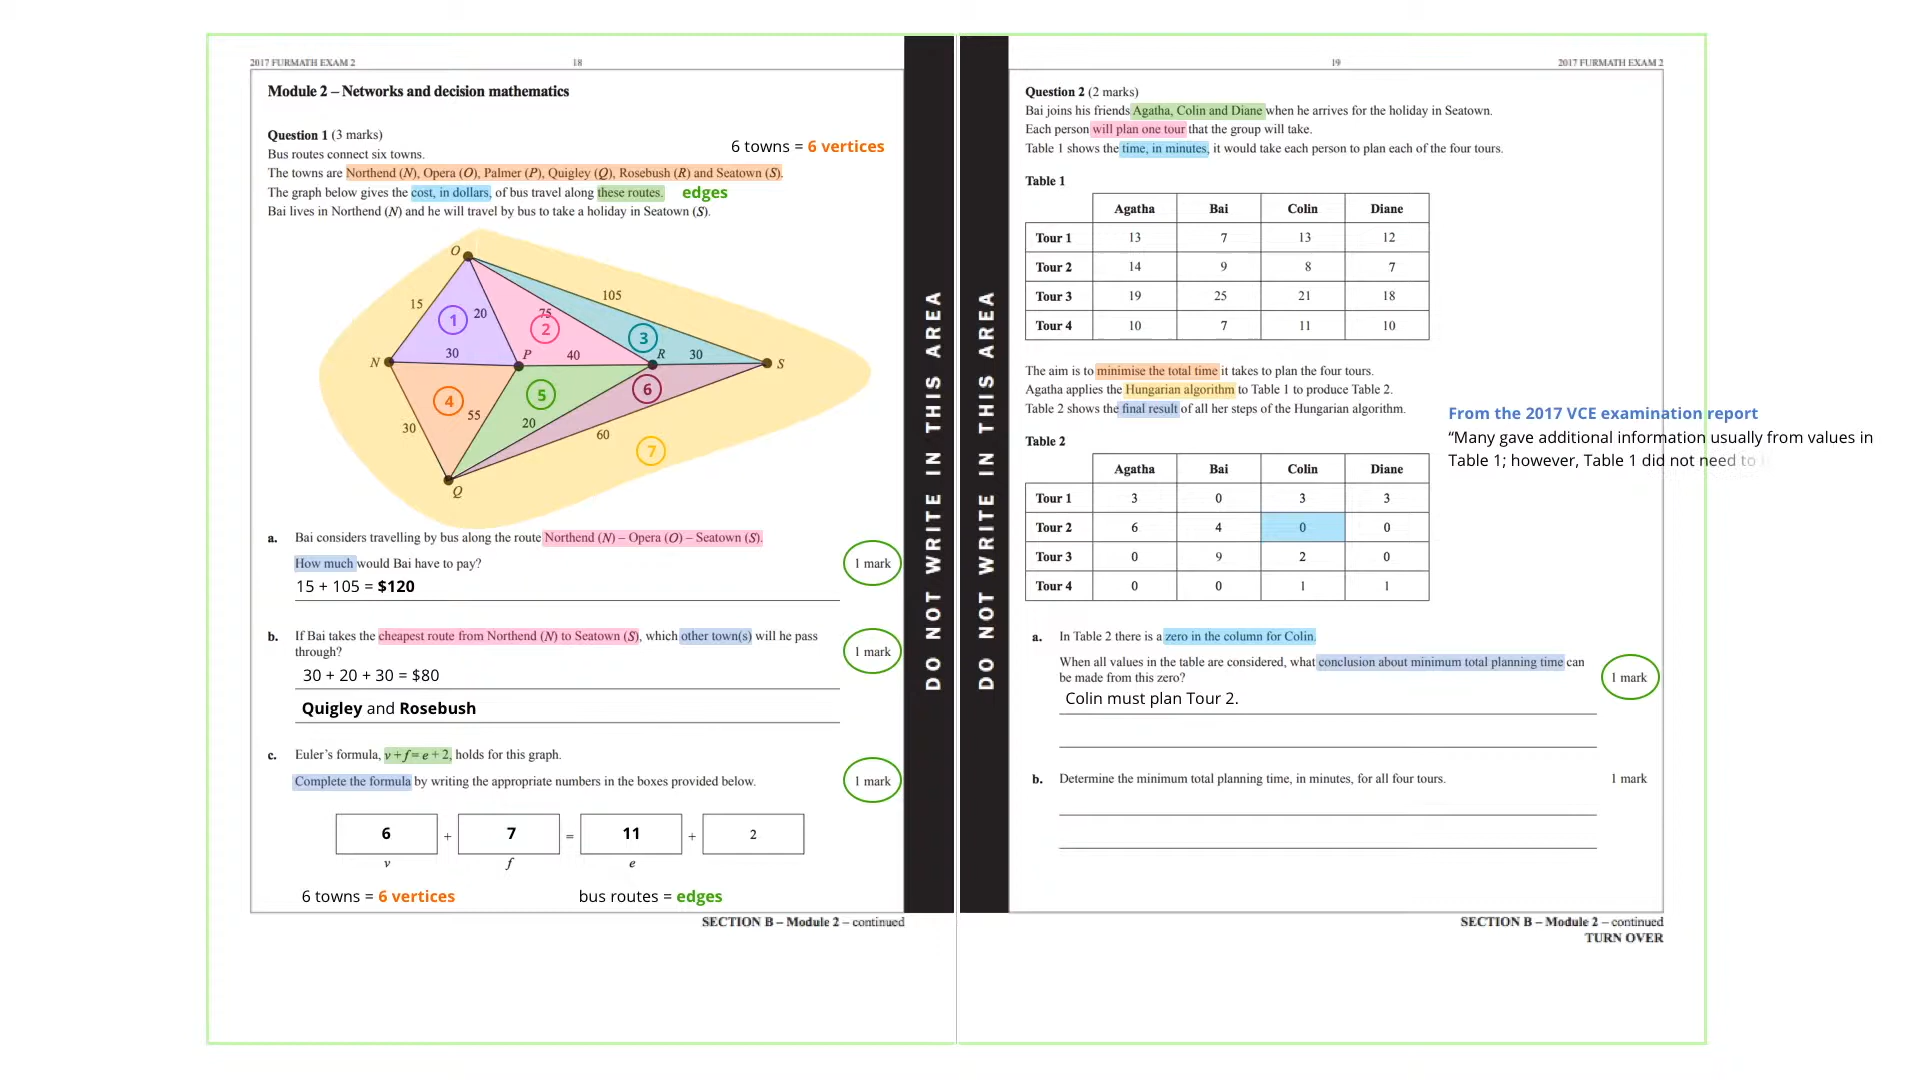 2017 FURMATH EXAM 2
18
Module 2 – Networks and decision mathematics
Question 1 (3 marks)
Bus routes connect six towns.
6 towns = 6 vertices
The towns are Northend (N), Opera (O), Palmer (P), Quigley (Q), Rosebush (R) and Seatown (S).
The graph below gives the cost, in dollars, of bus travel along these routes. edges
Bai lives in Northend (N) and he will travel by bus to take a holiday in Seatown (S).
O
15
20
75
105
1
2
3
N
30
P
40
R
30
S
4
5
6
30
55
20
60
7
Q
a. Bai considers travelling by bus along the route Northend (N) – Opera (O) – Seatown (S).
How much would Bai have to pay?
1 mark
15 + 105 = $120
b. If Bai takes the cheapest route from Northend (N) to Seatown (S), which other town(s) will he pass
through?
1 mark
30 + 20 + 30 = $80
Quigley and Rosebush
c. Euler's formula, v + f = e + 2, holds for this graph.
Complete the formula by writing the appropriate numbers in the boxes provided below.
1 mark
6 + 7 = 11 + 2
v f e
6 towns = 6 vertices
bus routes = edges
SECTION B – Module 2 – continued
DO NOT WRITE IN THIS AREA
DO NOT WRITE IN THIS AREA
19
2017 FURMATH EXAM 2
Question 2 (2 marks)
Bai joins his friends Agatha, Colin and Diane when he arrives for the holiday in Seatown.
Each person will plan one tour that the group will take.
Table 1 shows the time, in minutes, it would take each person to plan each of the four tours.
Table 1
Agatha Bai Colin Diane
Tour 1 13 7 13 12
Tour 2 14 9 8 7
Tour 3 19 25 21 18
Tour 4 10 7 11 10
The aim is to minimise the total time it takes to plan the four tours.
Agatha applies the Hungarian algorithm to Table 1 to produce Table 2.
Table 2 shows the final result of all her steps of the Hungarian algorithm.
From the 2017 VCE examination report
“Many gave additional information usually from values in
Table 1; however, Table 1 did not need to
Table 2
Agatha Bai Colin Diane
Tour 1 3 0 3 3
Tour 2 6 4 0 0
Tour 3 0 9 2 0
Tour 4 0 0 1 1
a. In Table 2 there is a zero in the column for Colin.
When all values in the table are considered, what conclusion about minimum total planning time can
be made from this zero?
1 mark
Colin must plan Tour 2.
b. Determine the minimum total planning time, in minutes, for all four tours.
1 mark
SECTION B – Module 2 – continued
TURN OVER